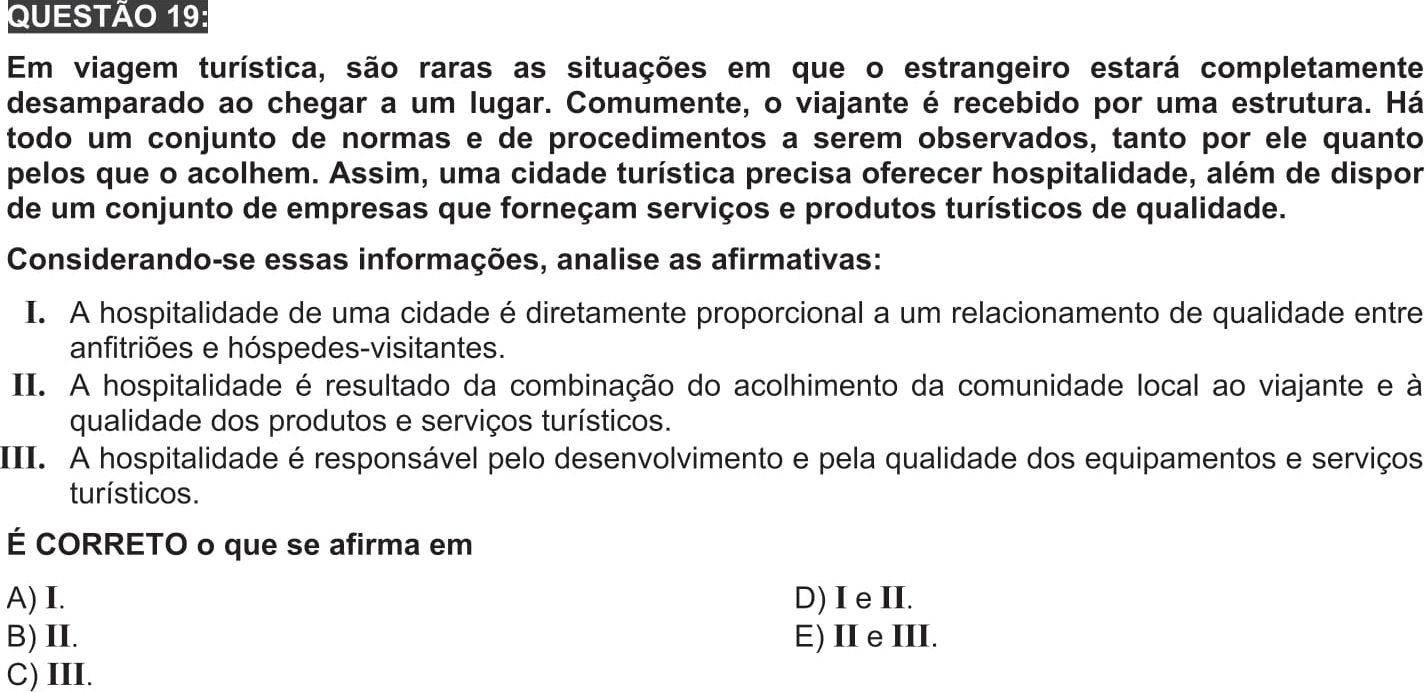 QUESTÃO 19:
Em viagem turística, são raras as situações em que o estrangeiro estará completamente
desamparado ao chegar a um lugar. Comumente, o viajante é recebido por uma estrutura. Há
todo um conjunto de normas e de procedimentos a serem observados, tanto por ele quanto
pelos que o acolhem. Assim, uma cidade turística precisa oferecer hospitalidade, além de dispor
de um conjunto de empresas que forneçam serviços e produtos turísticos de qualidade.
Considerando-se essas informações, analise as afirmativas:
I. A hospitalidade de uma cidade é diretamente proporcional a um relacionamento de qualidade entre
anfitriões e hóspedes-visitantes.
II. A hospitalidade é resultado da combinação do acolhimento da comunidade local ao viajante e à
qualidade dos produtos e serviços turísticos.
III. A hospitalidade é responsável pelo desenvolvimento e pela qualidade dos equipamentos e serviços
turísticos.
É CORRETO o que se afirma em
A) I.
B) II.
C) III.
D) I e II.
E) II e III.